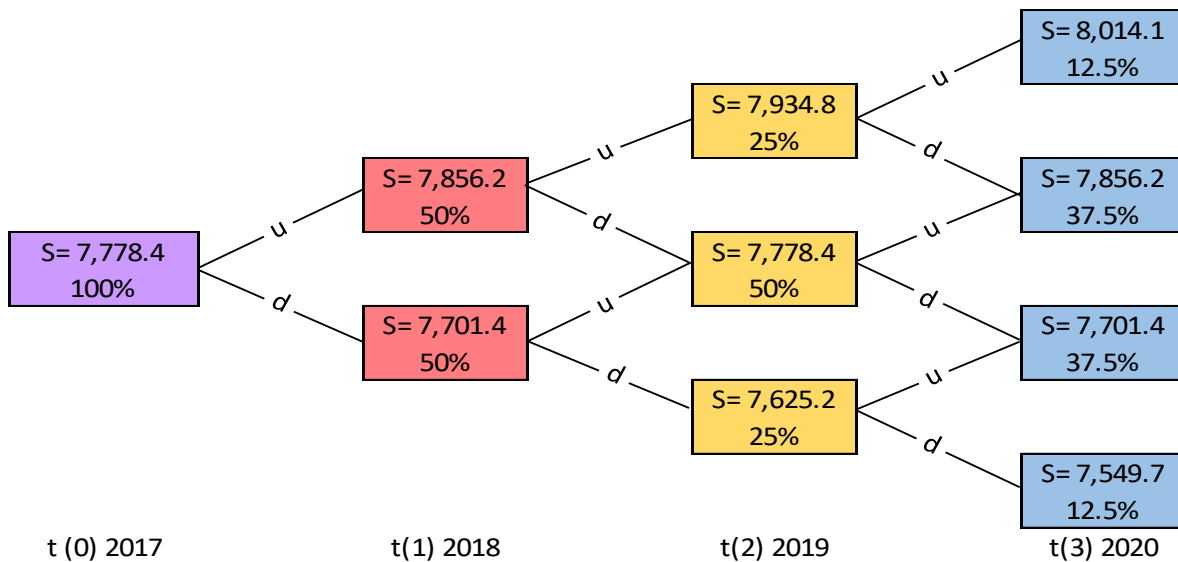 S= 8,014.1
12.5%
u
S= 7,934.8
25%
u
d
S= 7,856.2
50%
S= 7,856.2
37.5%
u
d
u
S= 7,778.4
100%
S= 7,778.4
50%
d
u
d
S= 7,701.4
50%
S= 7,701.4
37.5%
d
u
S= 7,625.2
25%
d
S= 7,549.7
12.5%
t (0) 2017
t(1) 2018
t(2) 2019
t(3) 2020